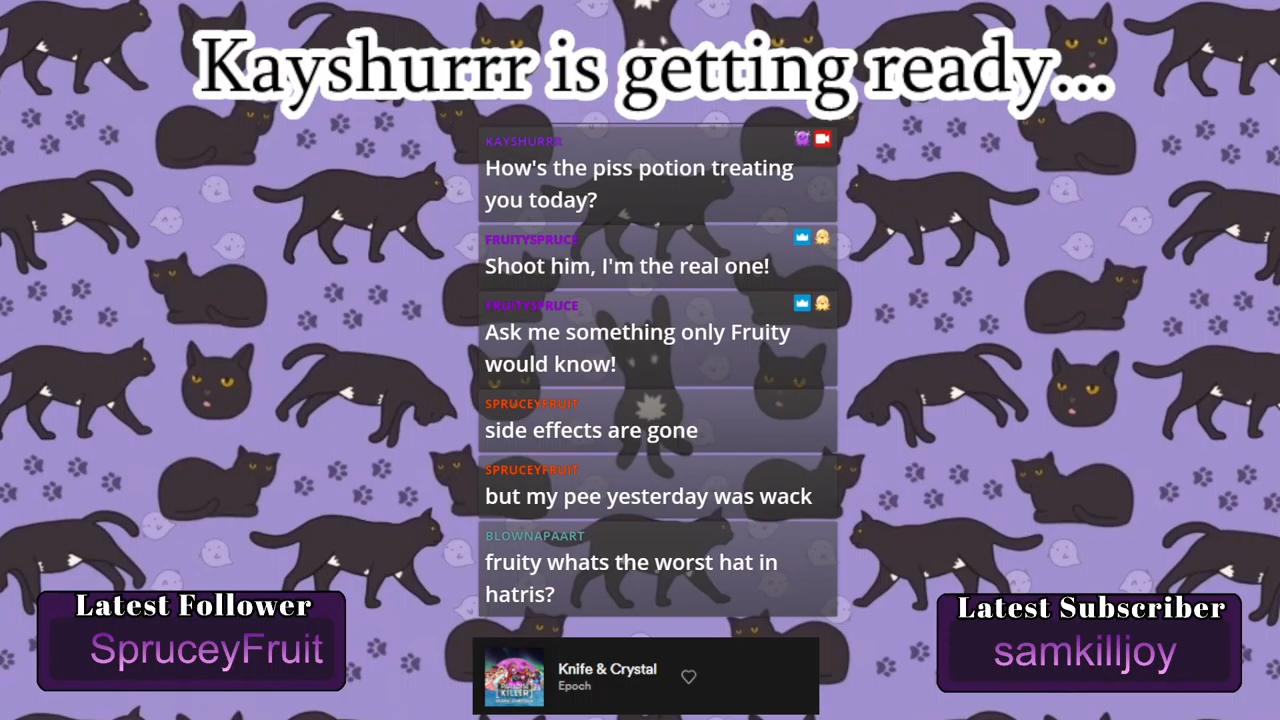 Kayshurrr is getting ready...
KAYSHURRR
How's the piss potion treating
you today?
FRUITYSPRUCE
Shoot him, I'm the real one!
FRUITYSPRUCE
Ask me something only Fruity
would know!
SPRUCEYFRUIT
side effects are gone
SPRUCEYFRUIT
but my pee yesterday was wack
BLOWNAPAART
fruity whats the worst hat in
hatris?
Latest Follower
SpruceyFruit
Latest Subscriber
samkilljoy
PARADISE
KILLER
Knife & Crystal
Epoch